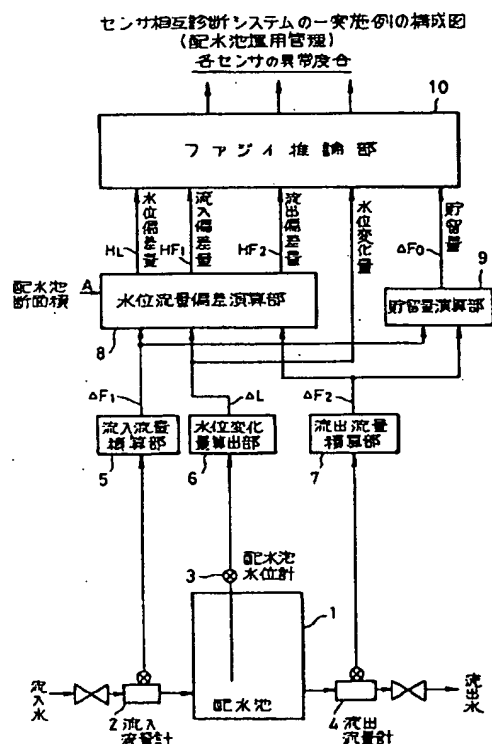 センサ相互診断システムの一実施例の構成図
(配水池運用管理)
各センサの異常度合
10
ファジイ推論部
水位偏差量
流入偏差量
流出偏差量
水位変化量
貯留量
HL
HF1
HF2
ΔFO
9
配水池断面積
A
水位流量偏差演算部
貯留量演算部
8
ΔF1
ΔL
ΔF2
流入流量積算部
水位変化量算出部
流出流量積算部
5
6
7
3
配水池水位計
1
流入水
配水池
流出水
2 流入流量計
4 流出流量計